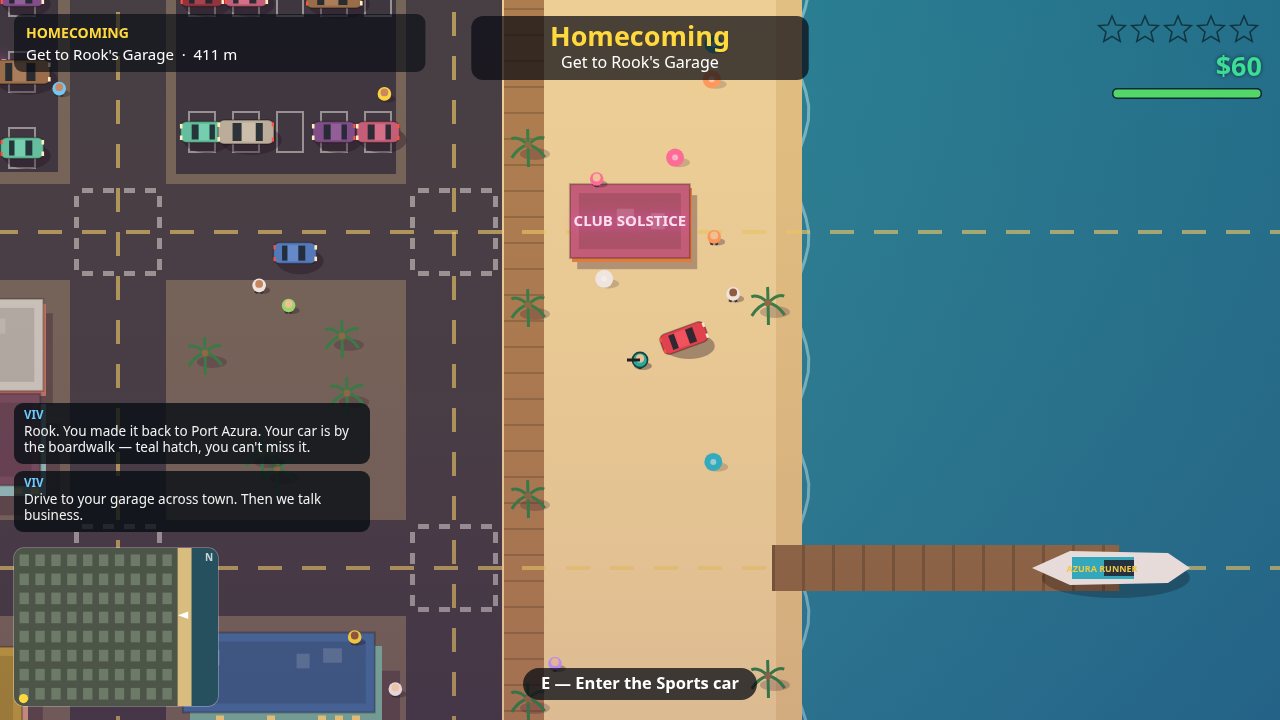 HOMECOMING
Get to Rook's Garage · 411 m
Homecoming
Get to Rook's Garage
$60
CLUB SOLSTICE
VIV
Rook. You made it back to Port Azura. Your car is by
the boardwalk — teal hatch, you can't miss it.
VIV
Drive to your garage across town. Then we talk
business.
N
AZURA RUNNER
E — Enter the Sports car